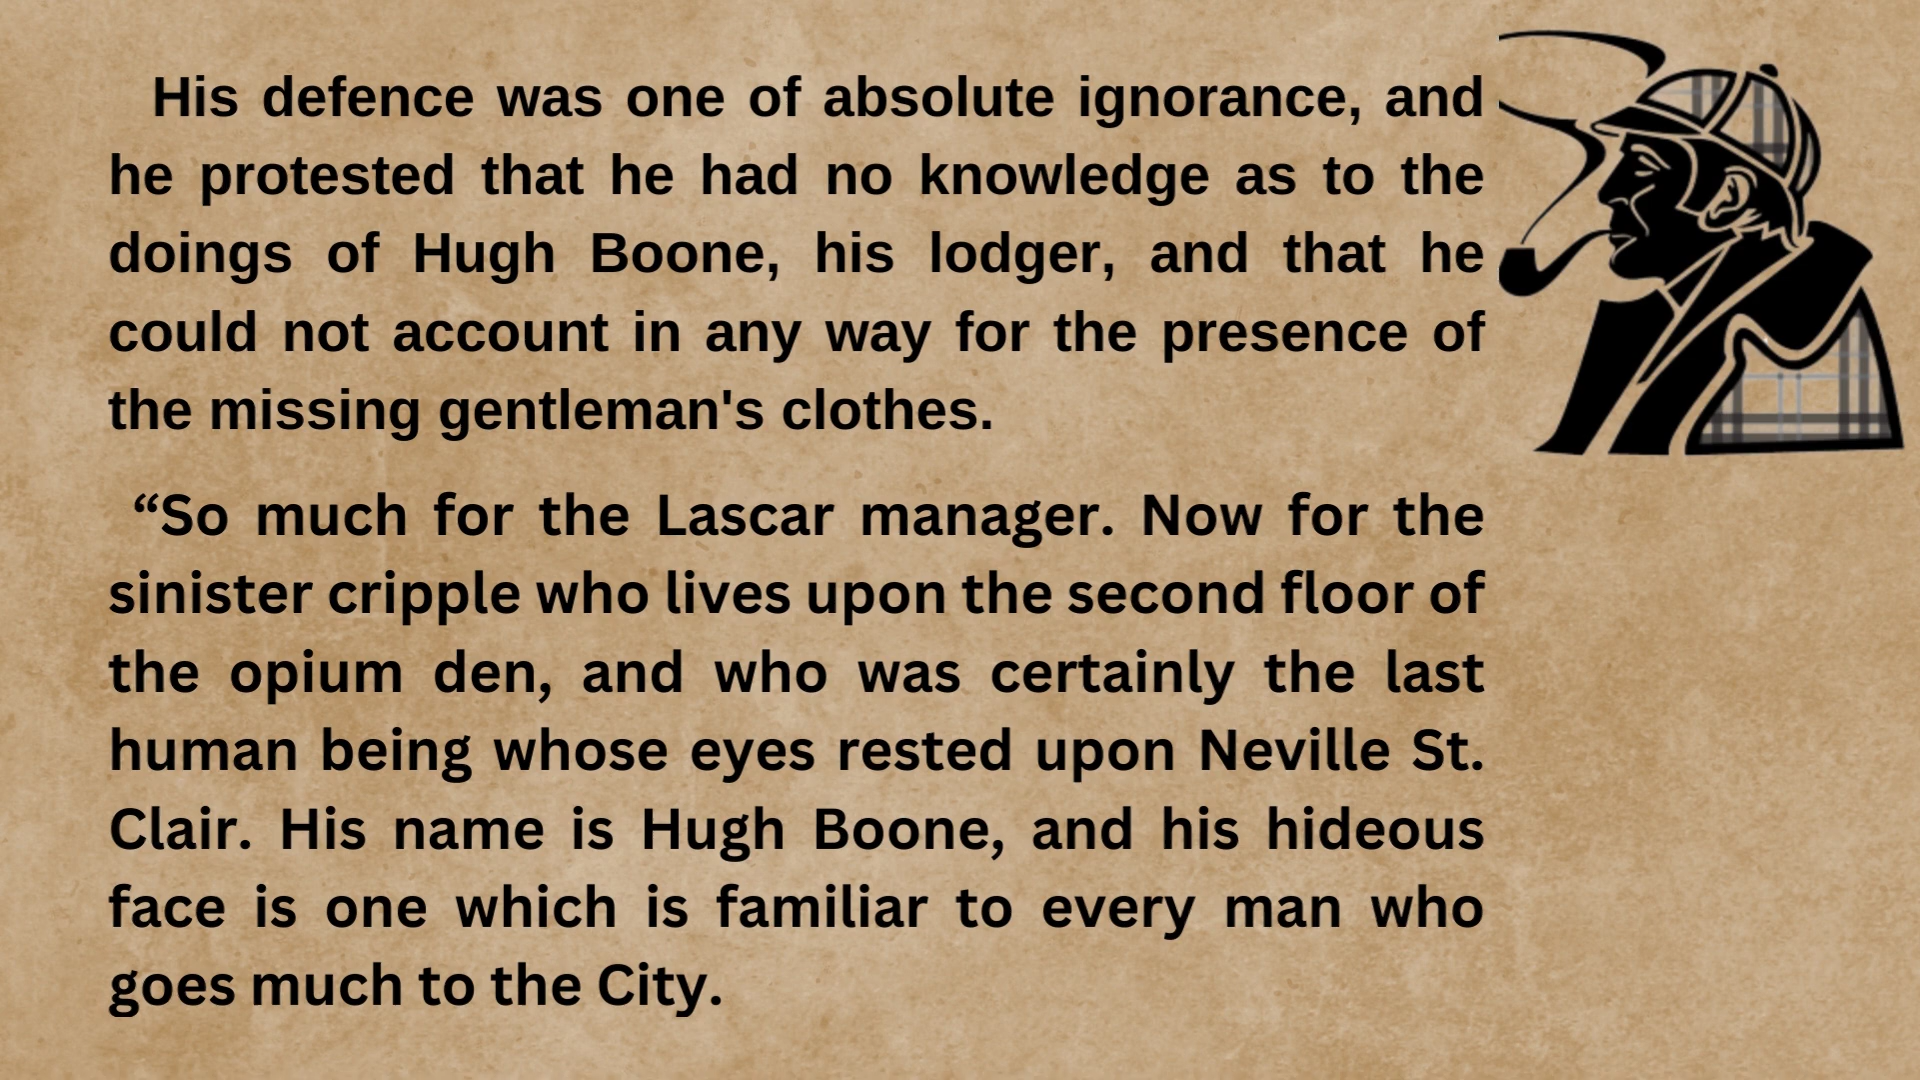 His defence was one of absolute ignorance, and
he protested that he had no knowledge as to the
doings of Hugh Boone, his lodger, and that he
could not account in any way for the presence of
the missing gentleman's clothes.
“So much for the Lascar manager. Now for the
sinister cripple who lives upon the second floor of
the opium den, and who was certainly the last
human being whose eyes rested upon Neville St.
Clair. His name is Hugh Boone, and his hideous
face is one which is familiar to every man who
goes much to the City.